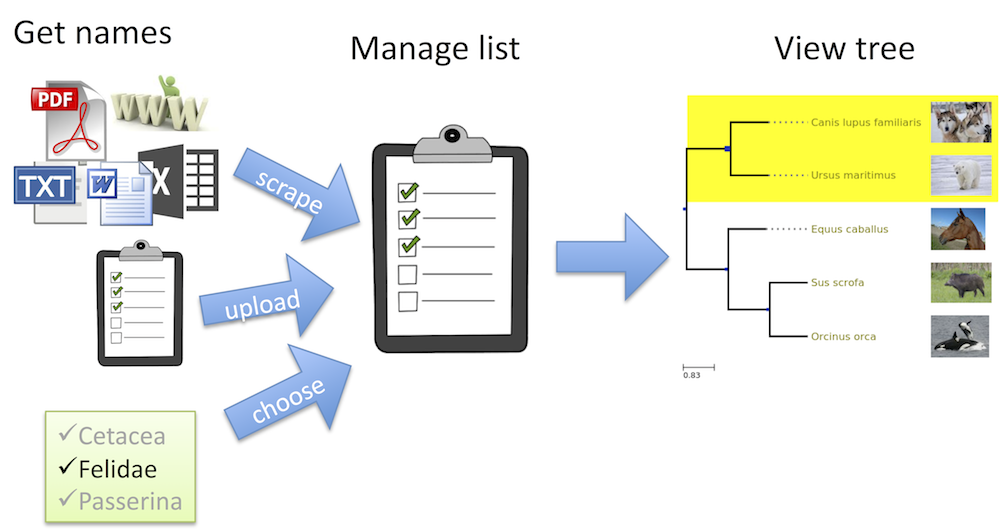 Get names
Manage list
View tree
PDF
WWW
TXT
W
X
scrape
upload
choose
Cetacea
Felidae
Passerina
Canis lupus familiaris
Ursus maritimus
Equus caballus
Sus scrofa
Orcinus orca
0.83